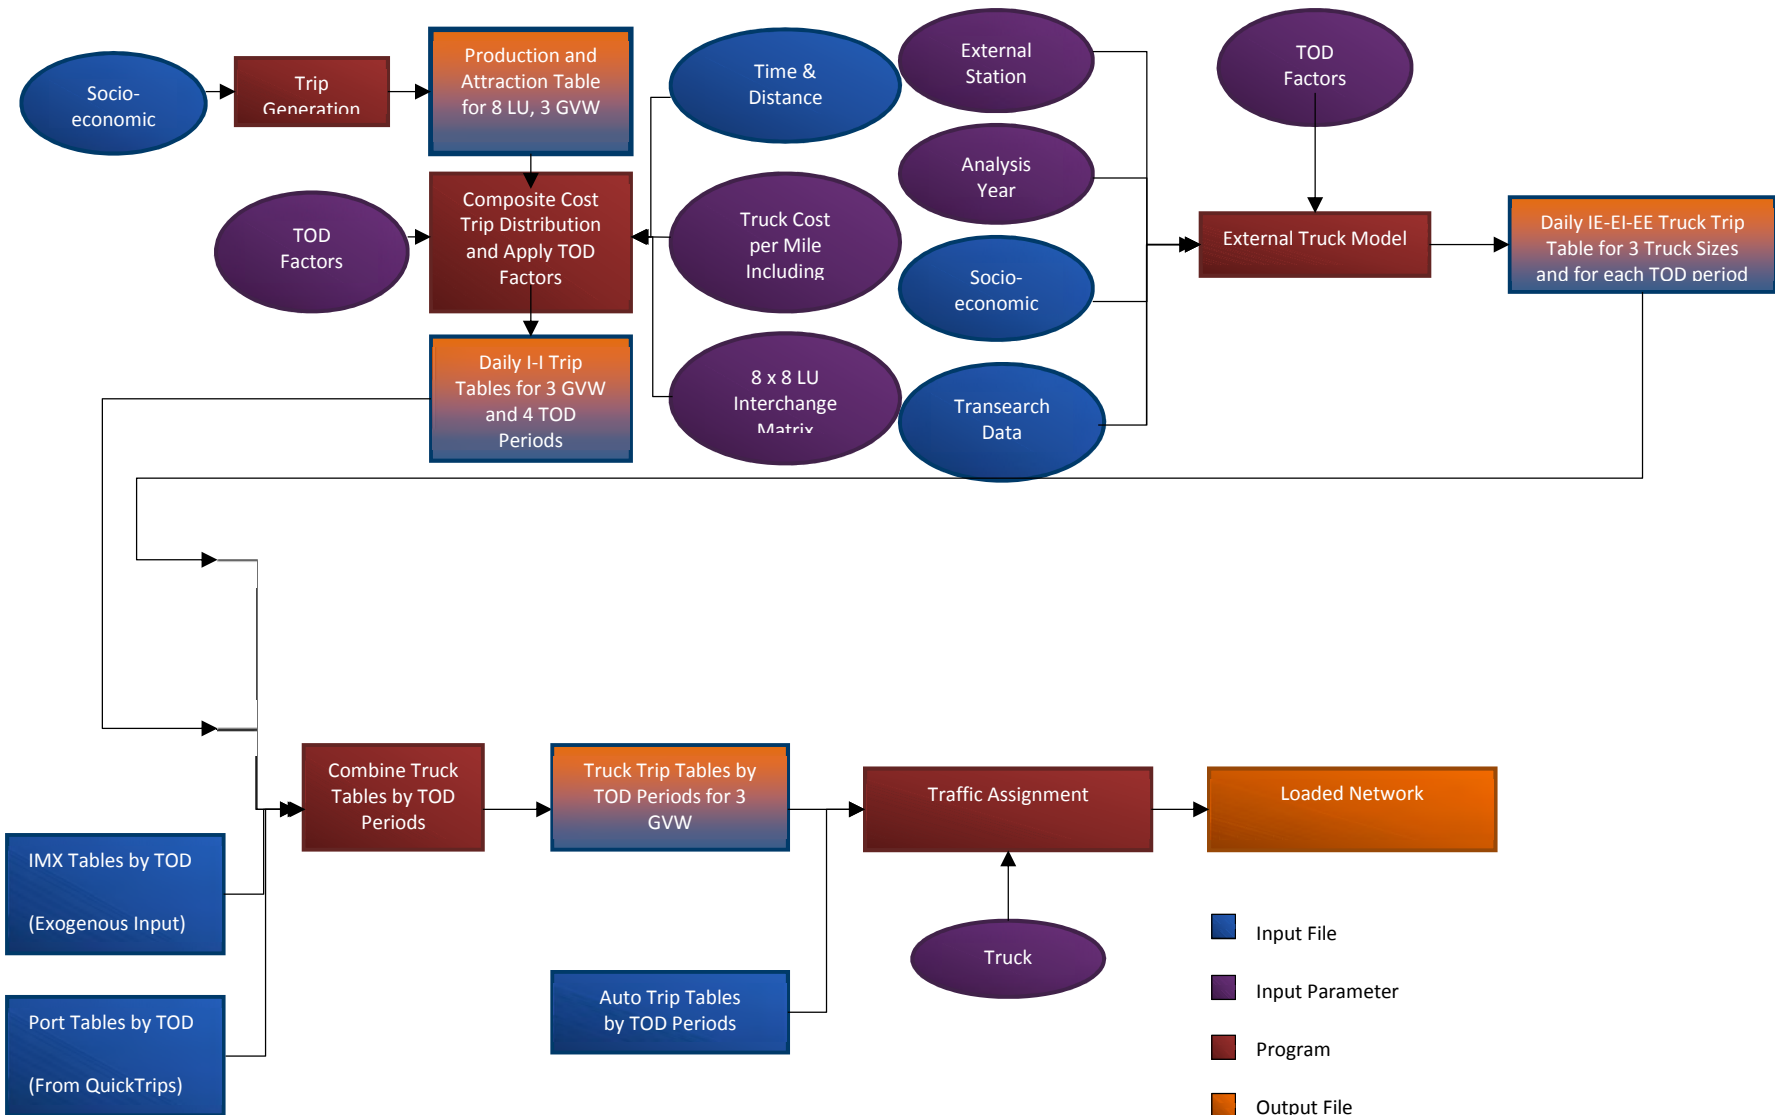 Socio-
economic
Trip
Generation
Production and
Attraction Table
for 8 LU, 3 GVW
Time &
Distance
External
Station
TOD
Factors
Analysis
Year
TOD
Factors
Composite Cost
Trip Distribution
and Apply TOD
Factors
Truck Cost
per Mile
Including
Socio-
economic
External Truck Model
Daily IE-EI-EE Truck Trip
Table for 3 Truck Sizes
and for each TOD period
Daily I-I Trip
Tables for 3 GVW
and 4 TOD
Periods
8 x 8 LU
Interchange
Matrix
Transearch
Data
Combine Truck
Tables by TOD
Periods
Truck Trip Tables by
TOD Periods for 3
GVW
Traffic Assignment
Loaded Network
IMX Tables by TOD
(Exogenous Input)
Port Tables by TOD
(From QuickTrips)
Auto Trip Tables
by TOD Periods
Truck
Input File
Input Parameter
Program
Output File